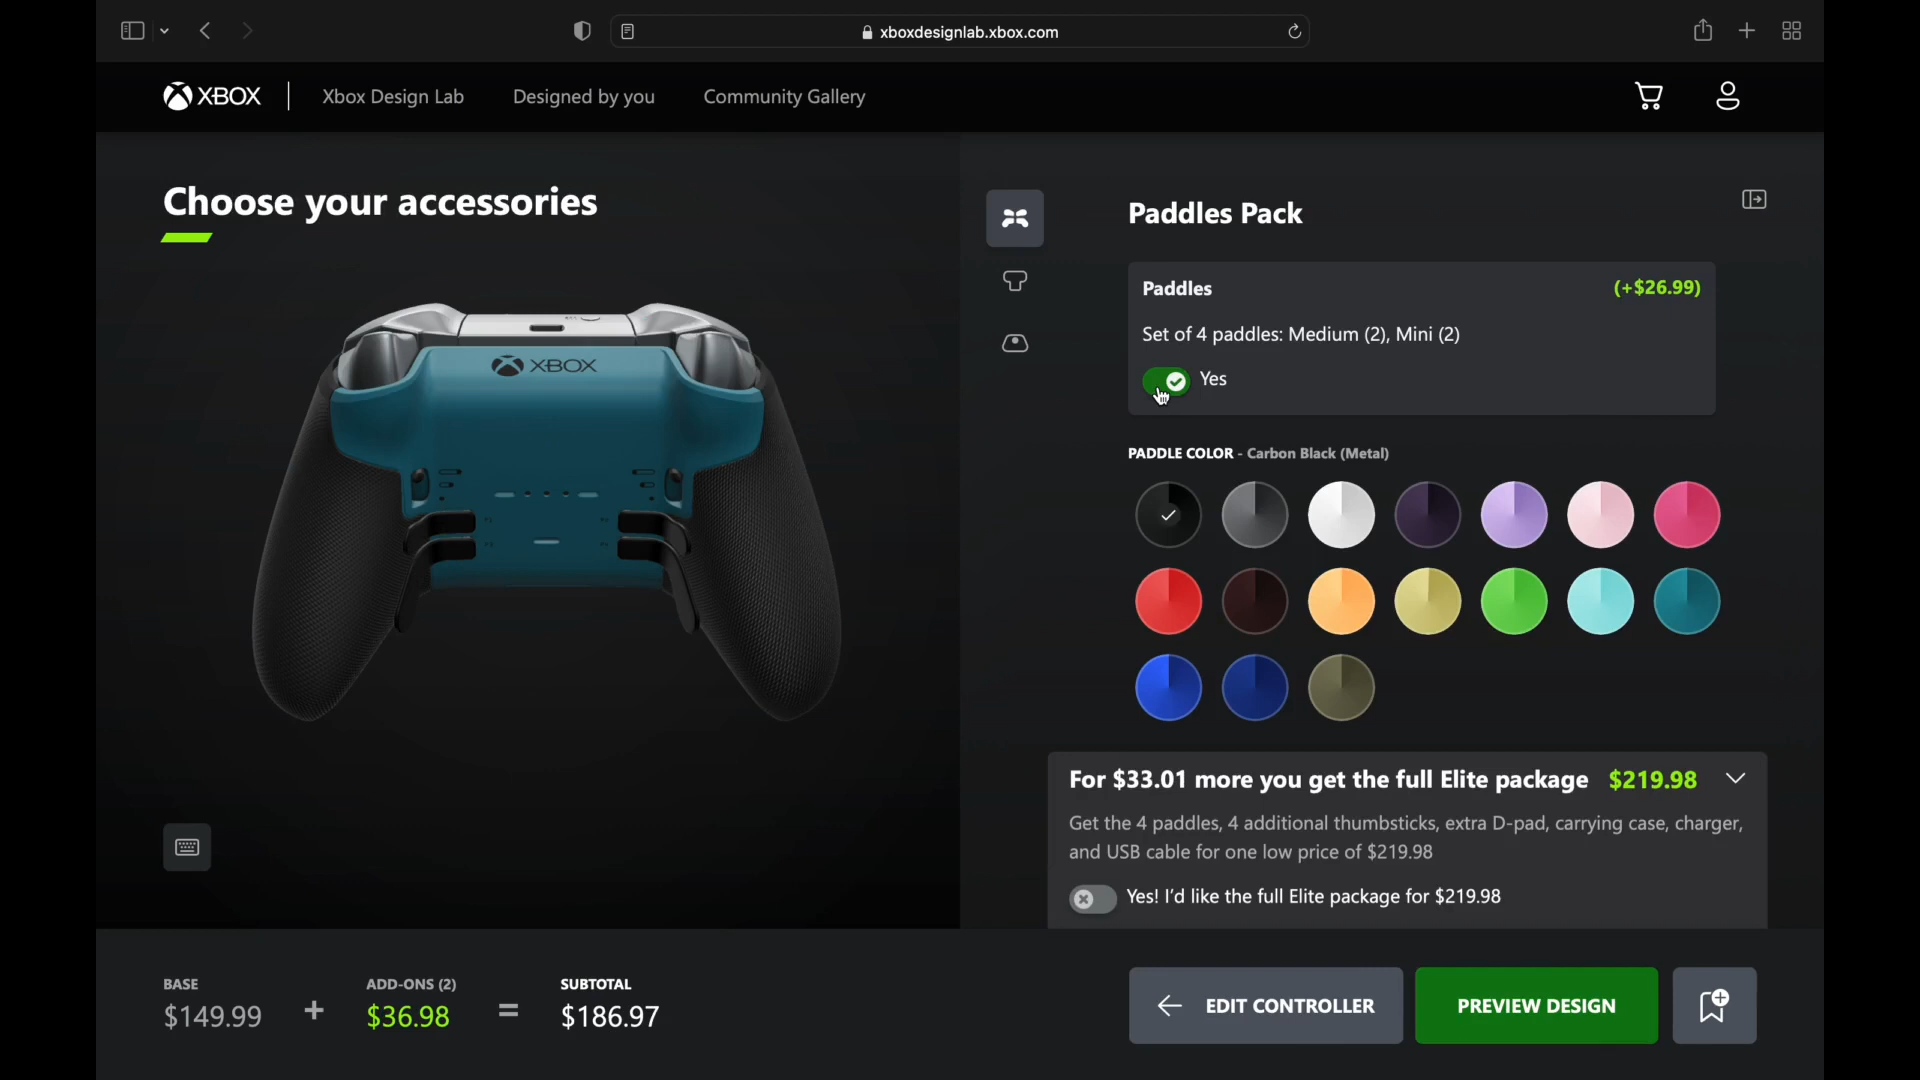 xboxdesignlab.xbox.com
XBOX
Xbox Design Lab
Designed by you
Community Gallery
Choose your accessories
XBOX
Paddles Pack
Paddles (+$26.99)
Set of 4 paddles: Medium (2), Mini (2)
Yes
PADDLE COLOR - Carbon Black (Metal)
For $33.01 more you get the full Elite package $219.98
Get the 4 paddles, 4 additional thumbsticks, extra D-pad, carrying case, charger,
and USB cable for one low price of $219.98
Yes! I'd like the full Elite package for $219.98
BASE
$149.99
+
ADD-ONS (2)
$36.98
=
SUBTOTAL
$186.97
EDIT CONTROLLER
PREVIEW DESIGN